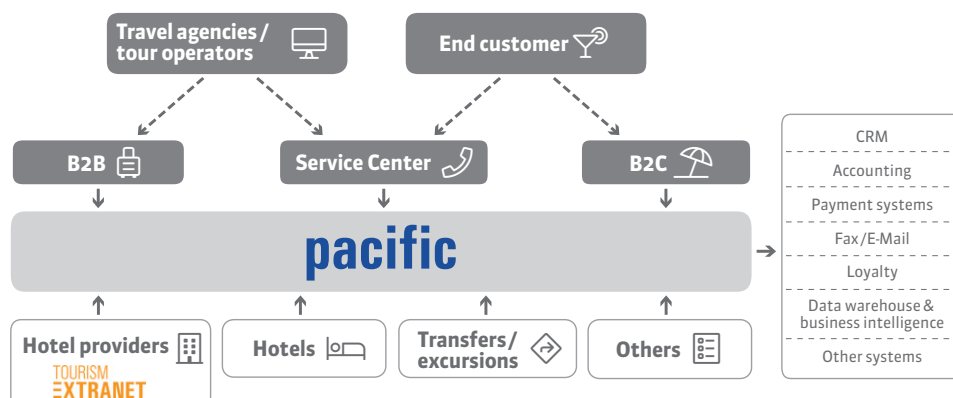 Travel agencies /
tour operators
End customer
B2B
Service Center
B2C
pacific
Hotel providers
TOURISM
EXTRANET
Hotels
Transfers/
excursions
Others
CRM
Accounting
Payment systems
Fax/E-Mail
Loyalty
Data warehouse &
business intelligence
Other systems